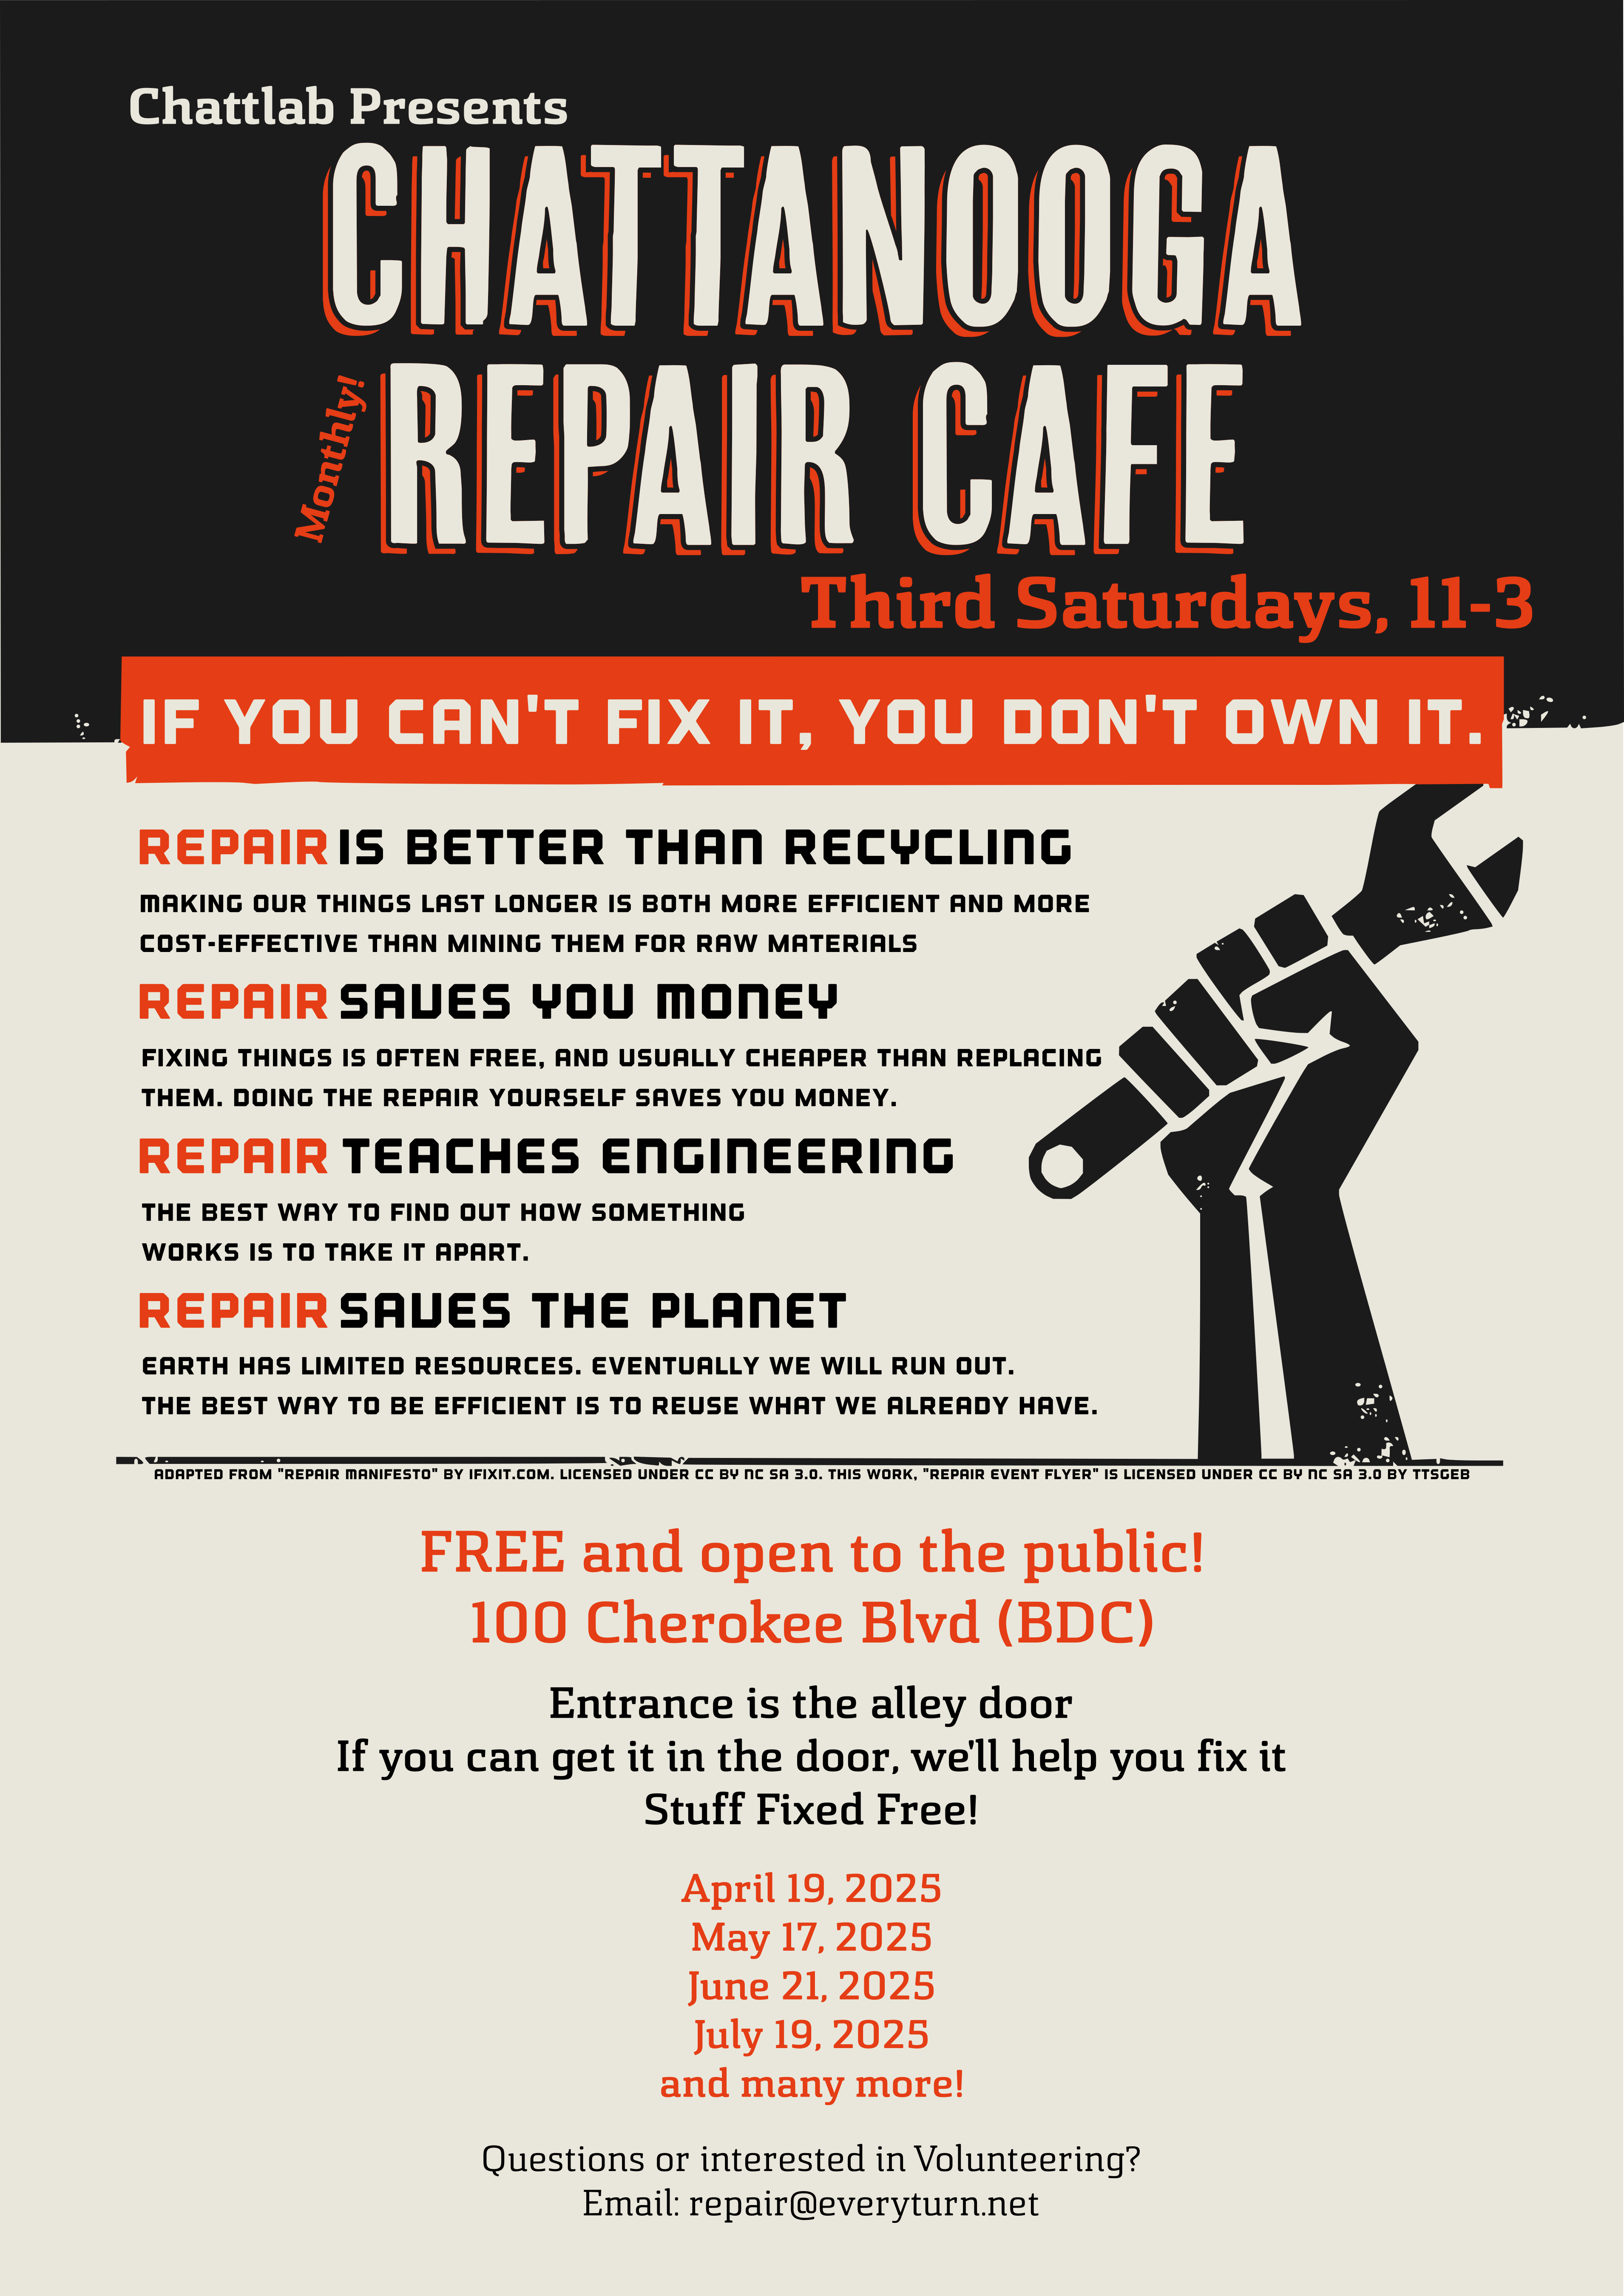 Chattlab Presents
CHATTANOOGA
Monthly!
REPAIR CAFE
Third Saturdays, 11-3
IF YOU CAN'T FIX IT, YOU DON'T OWN IT.
REPAIR IS BETTER THAN RECYCLING
MAKING OUR THINGS LAST LONGER IS BOTH MORE EFFICIENT AND MORE
COST-EFFECTIVE THAN MINING THEM FOR RAW MATERIALS
REPAIR SAVES YOU MONEY
FIXING THINGS IS OFTEN FREE, AND USUALLY CHEAPER THAN REPLACING
THEM. DOING THE REPAIR YOURSELF SAVES YOU MONEY.
REPAIR TEACHES ENGINEERING
THE BEST WAY TO FIND OUT HOW SOMETHING
WORKS IS TO TAKE IT APART.
REPAIR SAVES THE PLANET
EARTH HAS LIMITED RESOURCES. EVENTUALLY WE WILL RUN OUT.
THE BEST WAY TO BE EFFICIENT IS TO REUSE WHAT WE ALREADY HAVE.
ADAPTED FROM "REPAIR MANIFESTO" BY IFIXIT.COM. LICENSED UNDER CC BY NC SA 3.0. THIS WORK, "REPAIR EVENT FLYER" IS LICENSED UNDER CC BY NC SA 3.0 BY TTSGEB
FREE and open to the public!
100 Cherokee Blvd (BDC)
Entrance is the alley door
If you can get it in the door, we'll help you fix it
Stuff Fixed Free!
April 19, 2025
May 17, 2025
June 21, 2025
July 19, 2025
and many more!
Questions or interested in Volunteering?
Email: repair@everyturn.net